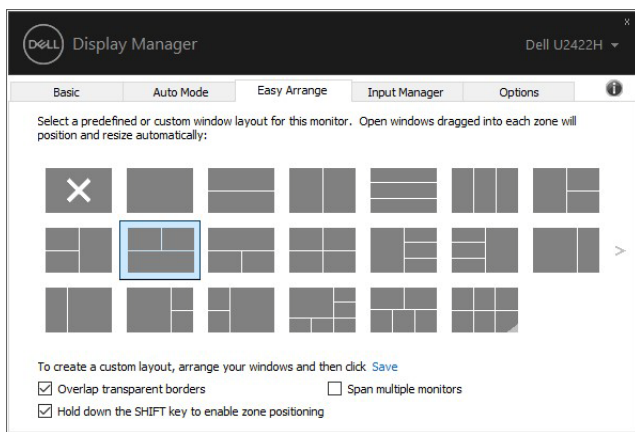 DELL Display Manager Dell U2422H
Basic Auto Mode Easy Arrange Input Manager Options
Select a predefined or custom window layout for this monitor. Open windows dragged into each zone will
position and resize automatically:
To create a custom layout, arrange your windows and then click Save
Overlap transparent borders Span multiple monitors
Hold down the SHIFT key to enable zone positioning